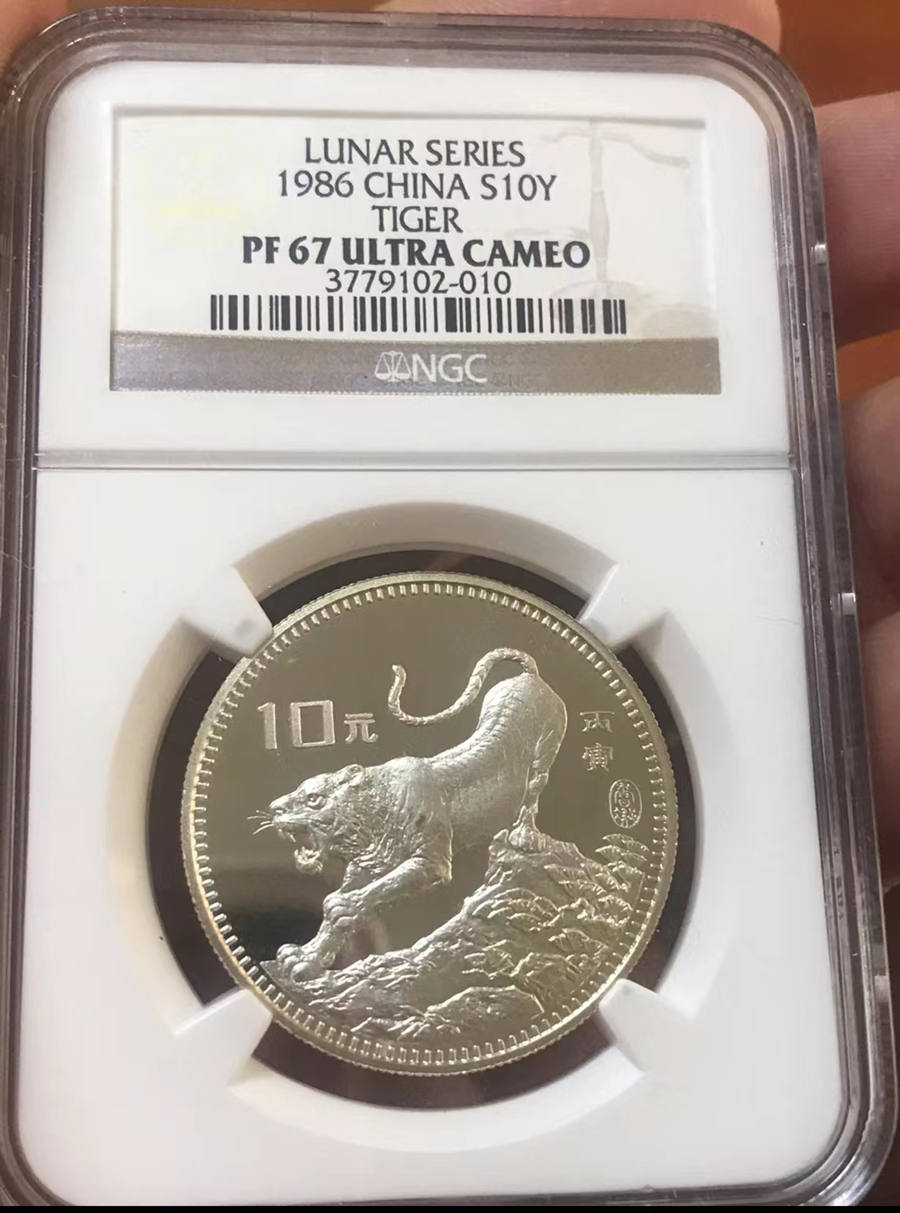 LUNAR SERIES
1986 CHINA S10Y
TIGER
PF 67 ULTRA CAMEO
3779102-010
NGC
10元
丙
寅